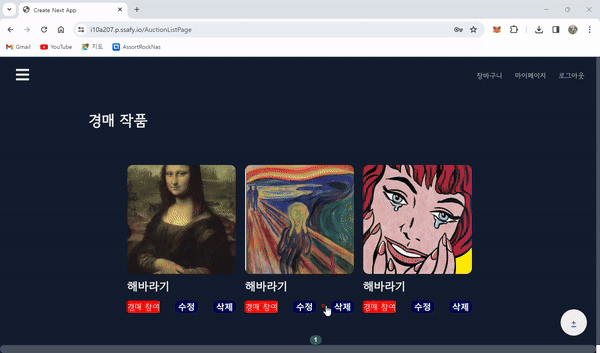 Create Next App
i10a207.p.ssafy.io/AuctionListPage
Gmail YouTube 지도 AssortRockNas
장바구니 마이페이지 로그아웃
경매 작품
해바라기 해바라기 해바라기
경매 참여 수정 삭제 경매 참여 수정 삭제 경매 참여 수정 삭제
1